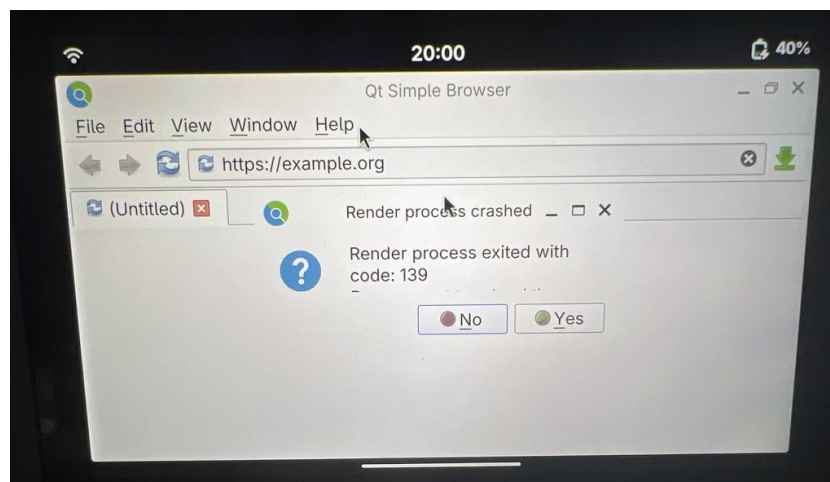 20:00
40%
Qt Simple Browser
File Edit View Window Help
https://example.org
(Untitled)
Render process crashed
Render process exited with
code: 139
No Yes